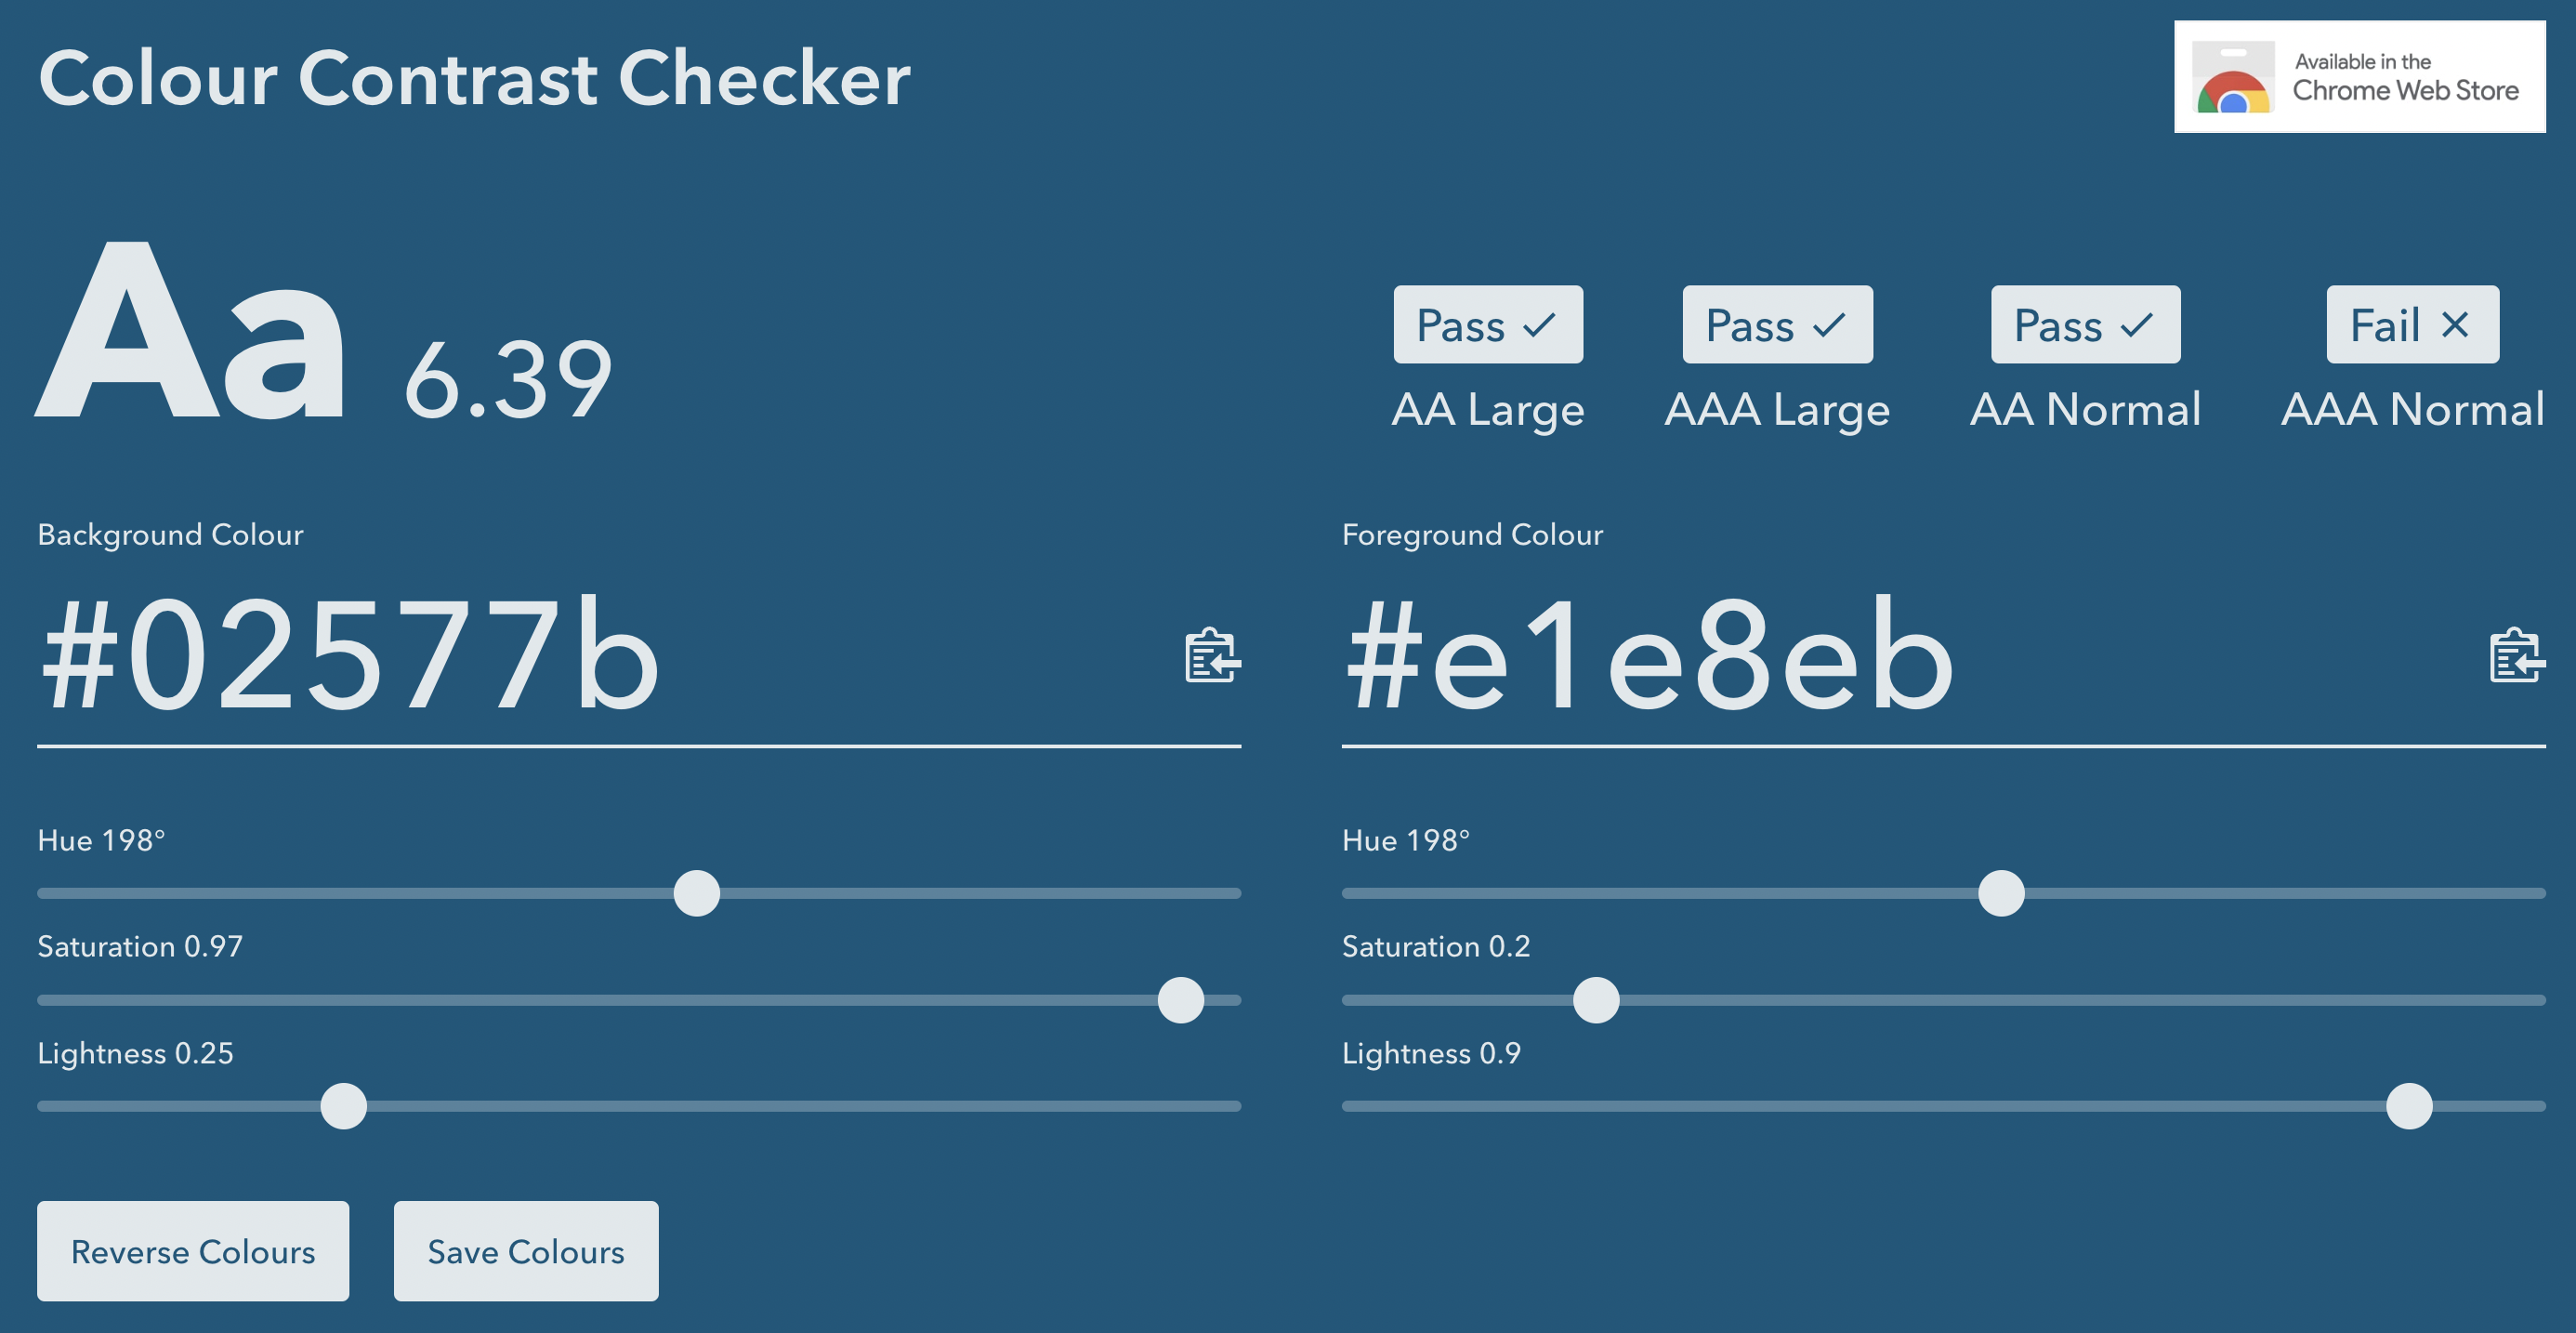 Colour Contrast Checker
Available in the
Chrome Web Store
Aa 6.39
Pass ✓ Pass ✓ Pass ✓ Fail ✕
AA Large AAA Large AA Normal AAA Normal
Background Colour
#02577b
Hue 198°
Saturation 0.97
Lightness 0.25
Foreground Colour
#e1e8eb
Hue 198°
Saturation 0.2
Lightness 0.9
Reverse Colours Save Colours